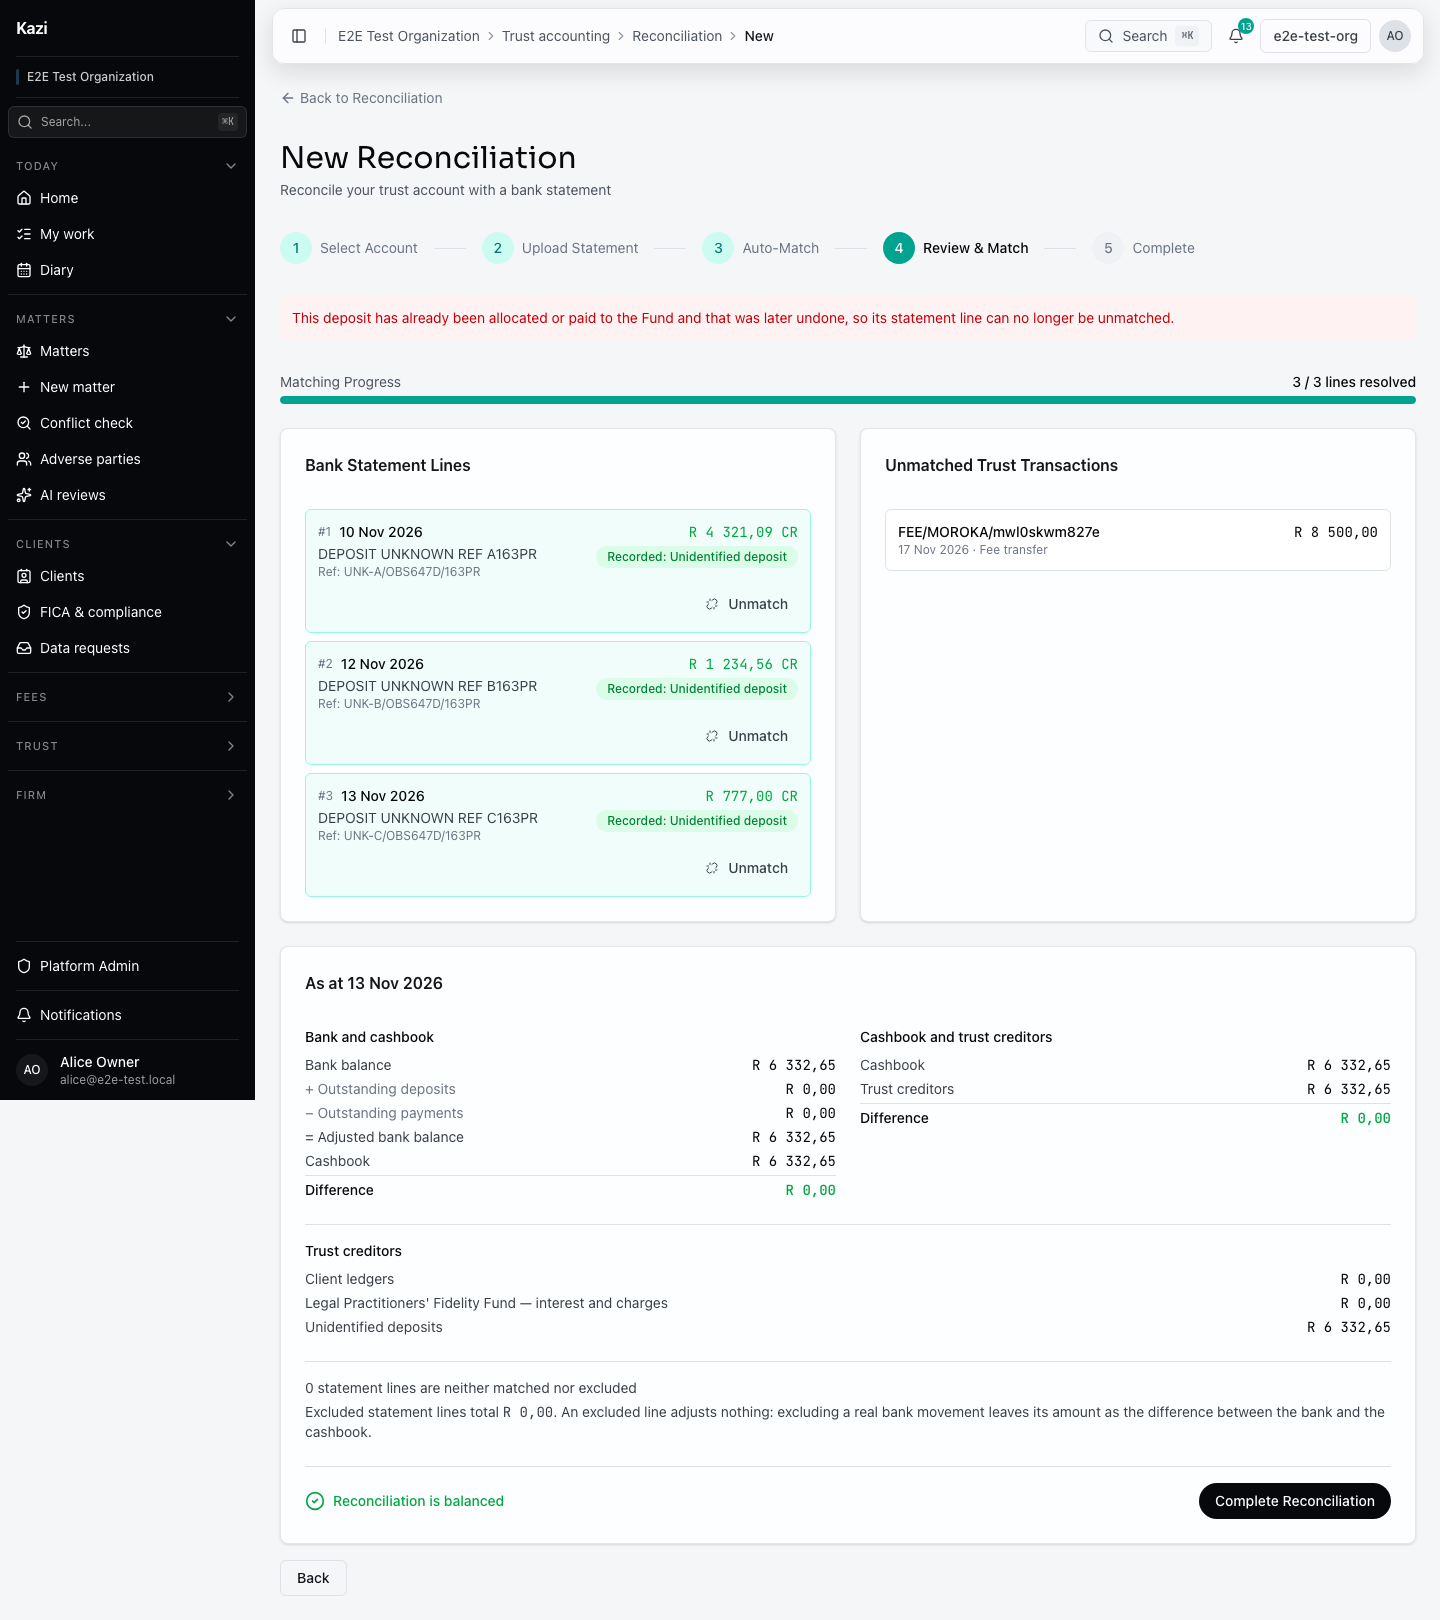 Kazi
E2E Test Organization
Search...
⌘K
TODAY
Home
My work
Diary
MATTERS
Matters
New matter
Conflict check
Adverse parties
AI reviews
CLIENTS
Clients
FICA & compliance
Data requests
FEES
TRUST
FIRM
Platform Admin
Notifications
AO
Alice Owner
alice@e2e-test.local
E2E Test Organization > Trust accounting > Reconciliation > New
Search ⌘K
13
e2e-test-org
AO
← Back to Reconciliation
New Reconciliation
Reconcile your trust account with a bank statement
1 Select Account
2 Upload Statement
3 Auto-Match
4 Review & Match
5 Complete
This deposit has already been allocated or paid to the Fund and that was later undone, so its statement line can no longer be unmatched.
Matching Progress
3 / 3 lines resolved
Bank Statement Lines
#1 10 Nov 2026 R 4 321,09 CR
DEPOSIT UNKNOWN REF A163PR Recorded: Unidentified deposit
Ref: UNK-A/OBS647D/163PR
Unmatch
#2 12 Nov 2026 R 1 234,56 CR
DEPOSIT UNKNOWN REF B163PR Recorded: Unidentified deposit
Ref: UNK-B/OBS647D/163PR
Unmatch
#3 13 Nov 2026 R 777,00 CR
DEPOSIT UNKNOWN REF C163PR Recorded: Unidentified deposit
Ref: UNK-C/OBS647D/163PR
Unmatch
Unmatched Trust Transactions
FEE/MOROKA/mwl0skwm827e R 8 500,00
17 Nov 2026 · Fee transfer
As at 13 Nov 2026
Bank and cashbook
Bank balance R 6 332,65
+ Outstanding deposits R 0,00
− Outstanding payments R 0,00
= Adjusted bank balance R 6 332,65
Cashbook R 6 332,65
Difference R 0,00
Cashbook and trust creditors
Cashbook R 6 332,65
Trust creditors R 6 332,65
Difference R 0,00
Trust creditors
Client ledgers R 0,00
Legal Practitioners' Fidelity Fund — interest and charges R 0,00
Unidentified deposits R 6 332,65
0 statement lines are neither matched nor excluded
Excluded statement lines total R 0,00. An excluded line adjusts nothing: excluding a real bank movement leaves its amount as the difference between the bank and the
cashbook.
Reconciliation is balanced
Complete Reconciliation
Back